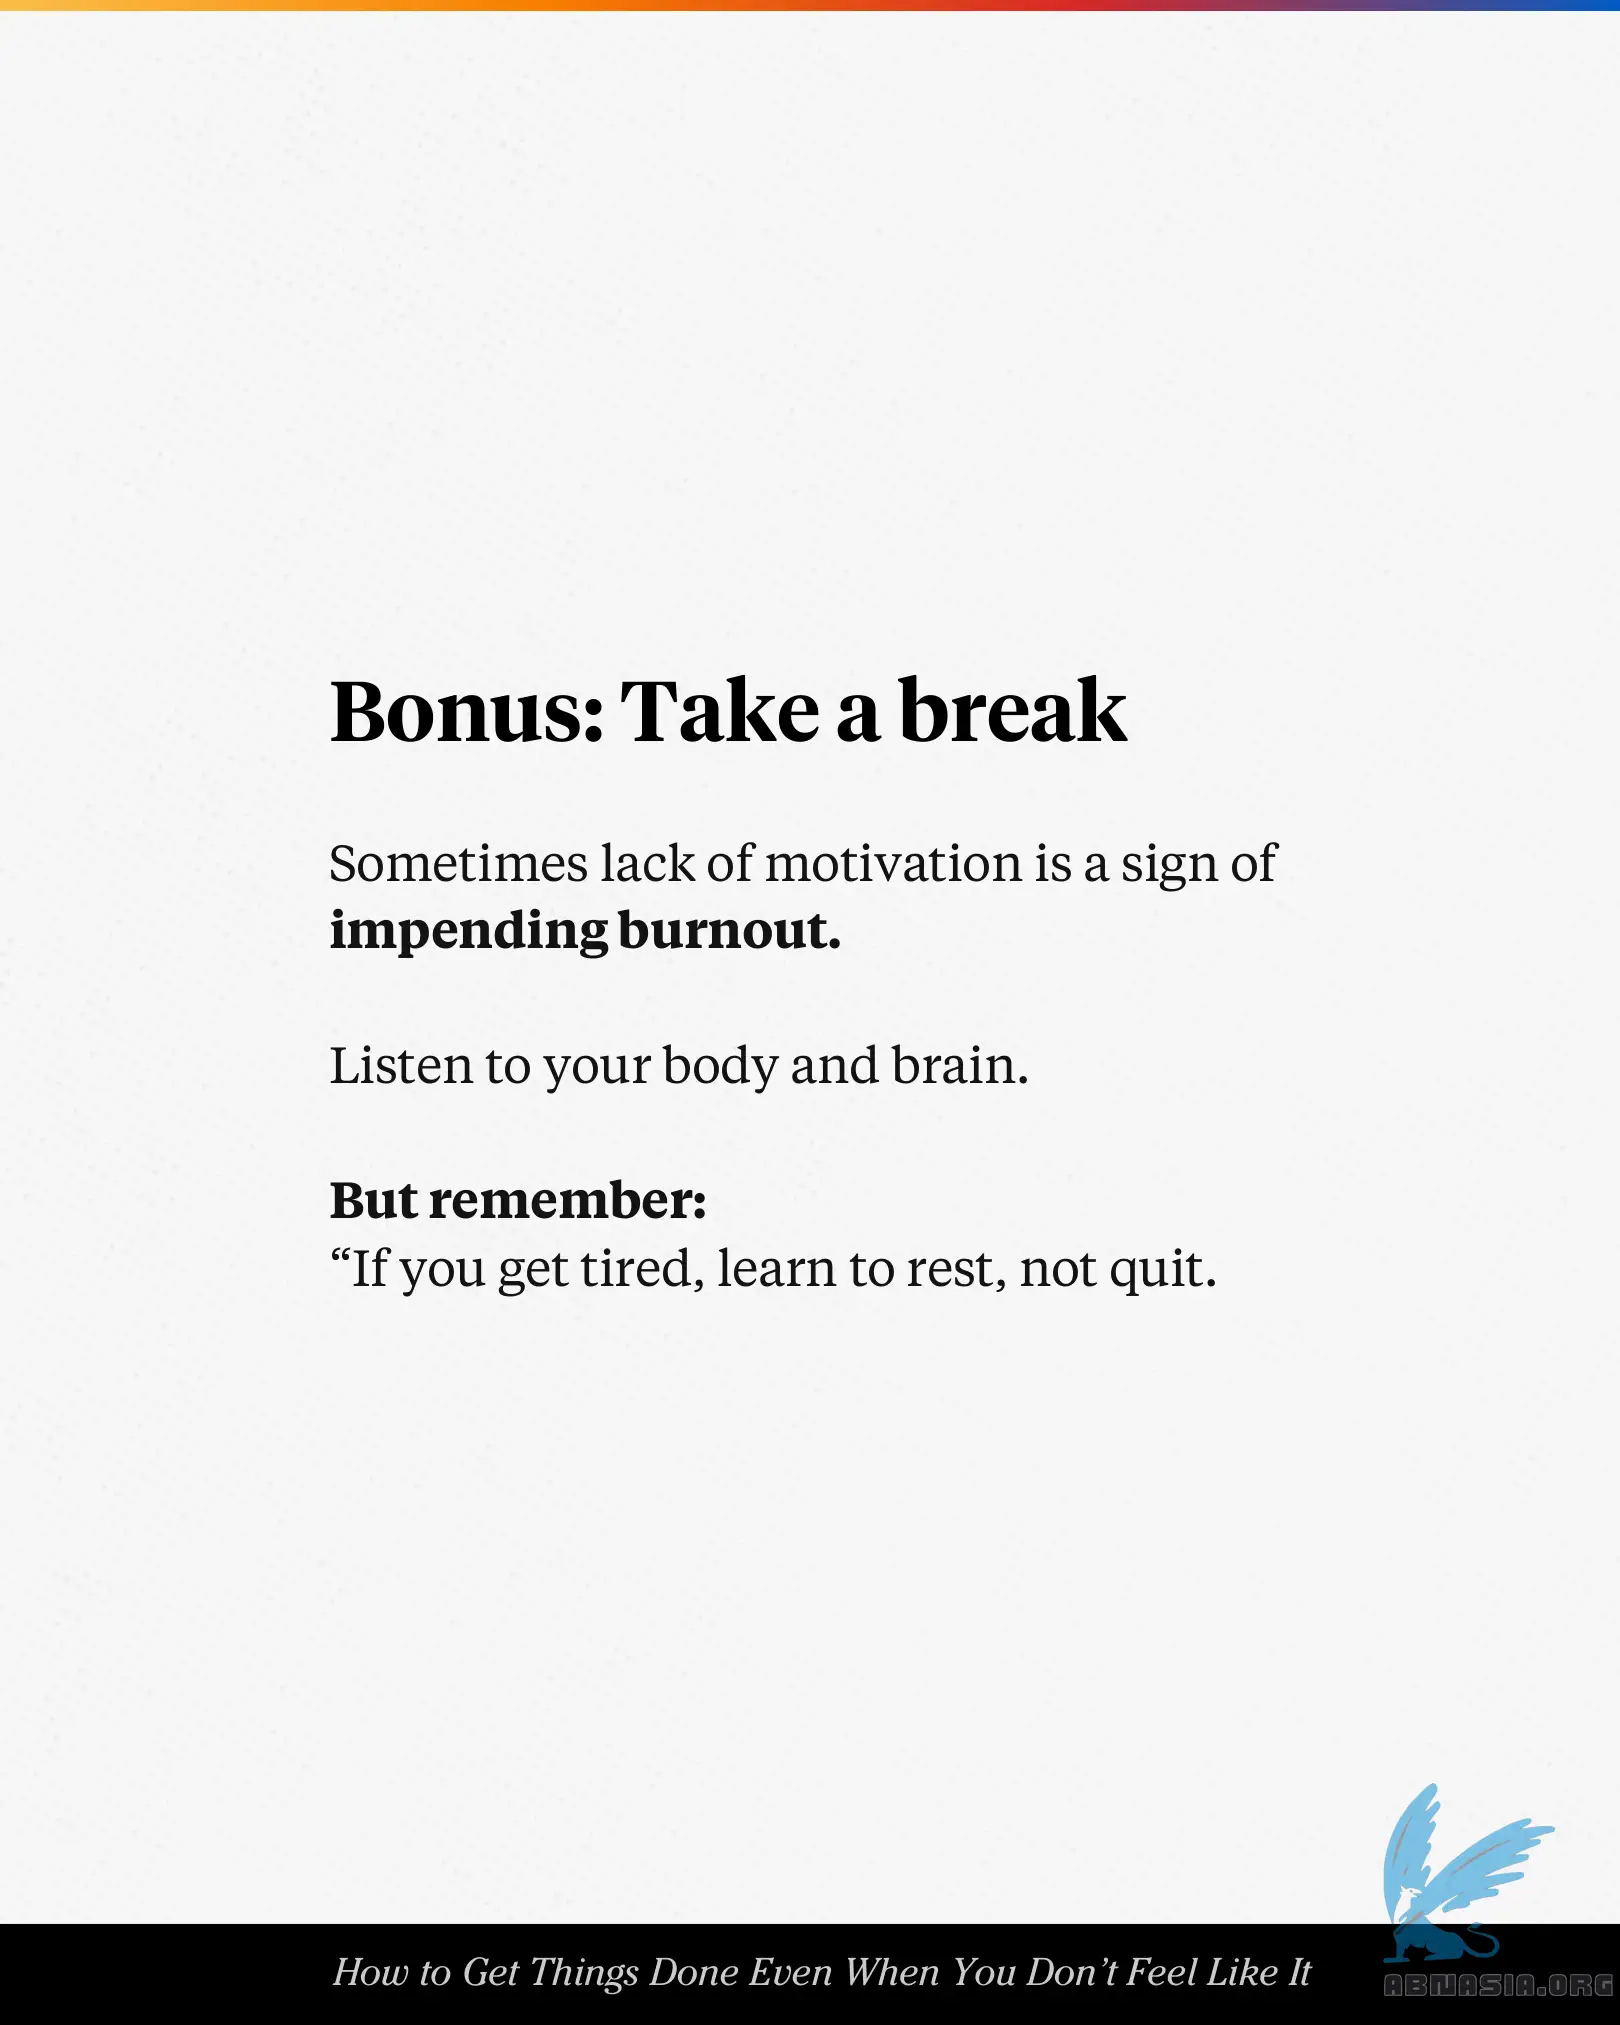 Bonus: Take a break
Sometimes lack of motivation is a sign of
impending burnout.
Listen to your body and brain.
But remember:
“If you get tired, learn to rest, not quit.
How to Get Things Done Even When You Don’t Feel Like It
ABNASIA.ORG